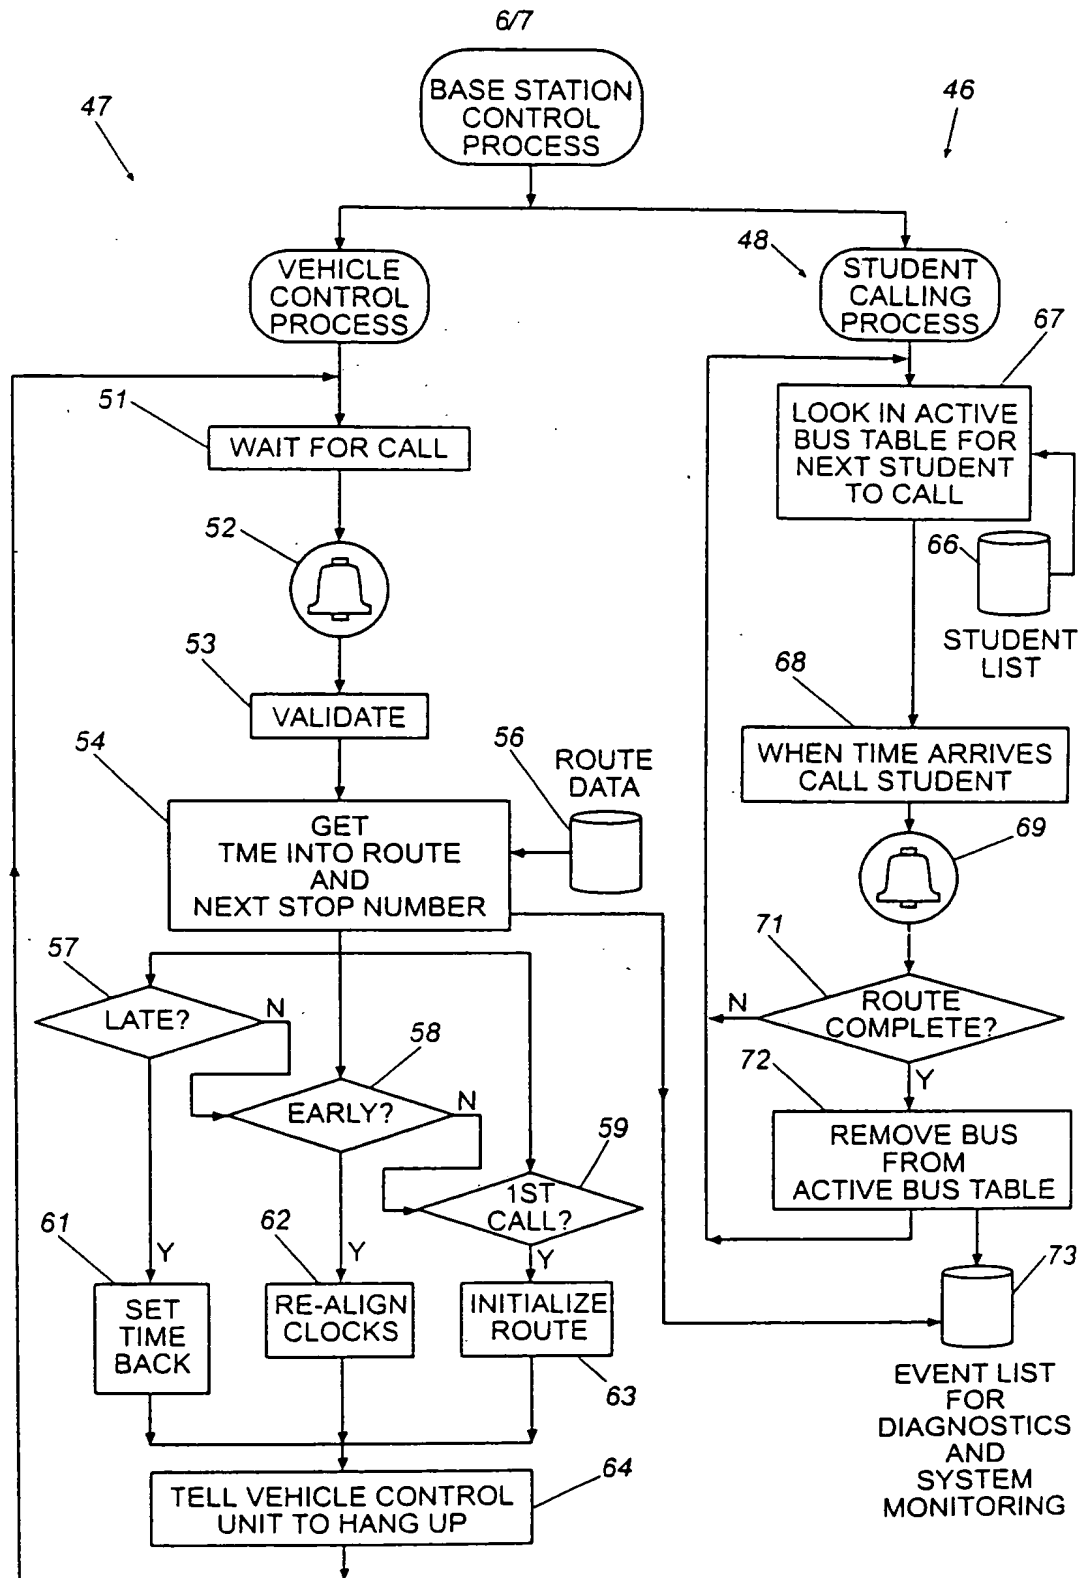 6/7
BASE STATION
CONTROL
PROCESS
47
46
VEHICLE
CONTROL
PROCESS
48
STUDENT
CALLING
PROCESS
67
51
WAIT FOR CALL
LOOK IN ACTIVE
BUS TABLE FOR
NEXT STUDENT
TO CALL
52
66
STUDENT
LIST
53
VALIDATE
68
WHEN TIME ARRIVES
CALL STUDENT
54
56
ROUTE
DATA
GET
TME INTO ROUTE
AND
NEXT STOP NUMBER
69
57
LATE?
N
71
ROUTE
COMPLETE?
N
Y
58
EARLY?
N
72
REMOVE BUS
FROM
ACTIVE BUS TABLE
59
1ST
CALL?
61
Y
SET
TIME
BACK
62
Y
RE-ALIGN
CLOCKS
Y
INITIALIZE
ROUTE
63
73
EVENT LIST
FOR
DIAGNOSTICS
AND
SYSTEM
MONITORING
64
TELL VEHICLE CONTROL
UNIT TO HANG UP